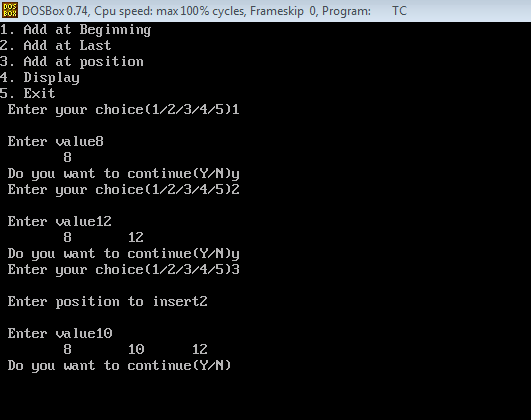 DOSBox 0.74, Cpu speed: max 100% cycles, Frameskip 0, Program: TC
1. Add at Beginning
2. Add at Last
3. Add at position
4. Display
5. Exit
Enter your choice(1/2/3/4/5)1
Enter value8
8
Do you want to continue(Y/N)y
Enter your choice(1/2/3/4/5)2
Enter value12
8 12
Do you want to continue(Y/N)y
Enter your choice(1/2/3/4/5)3
Enter position to insert2
Enter value10
8 10 12
Do you want to continue(Y/N)